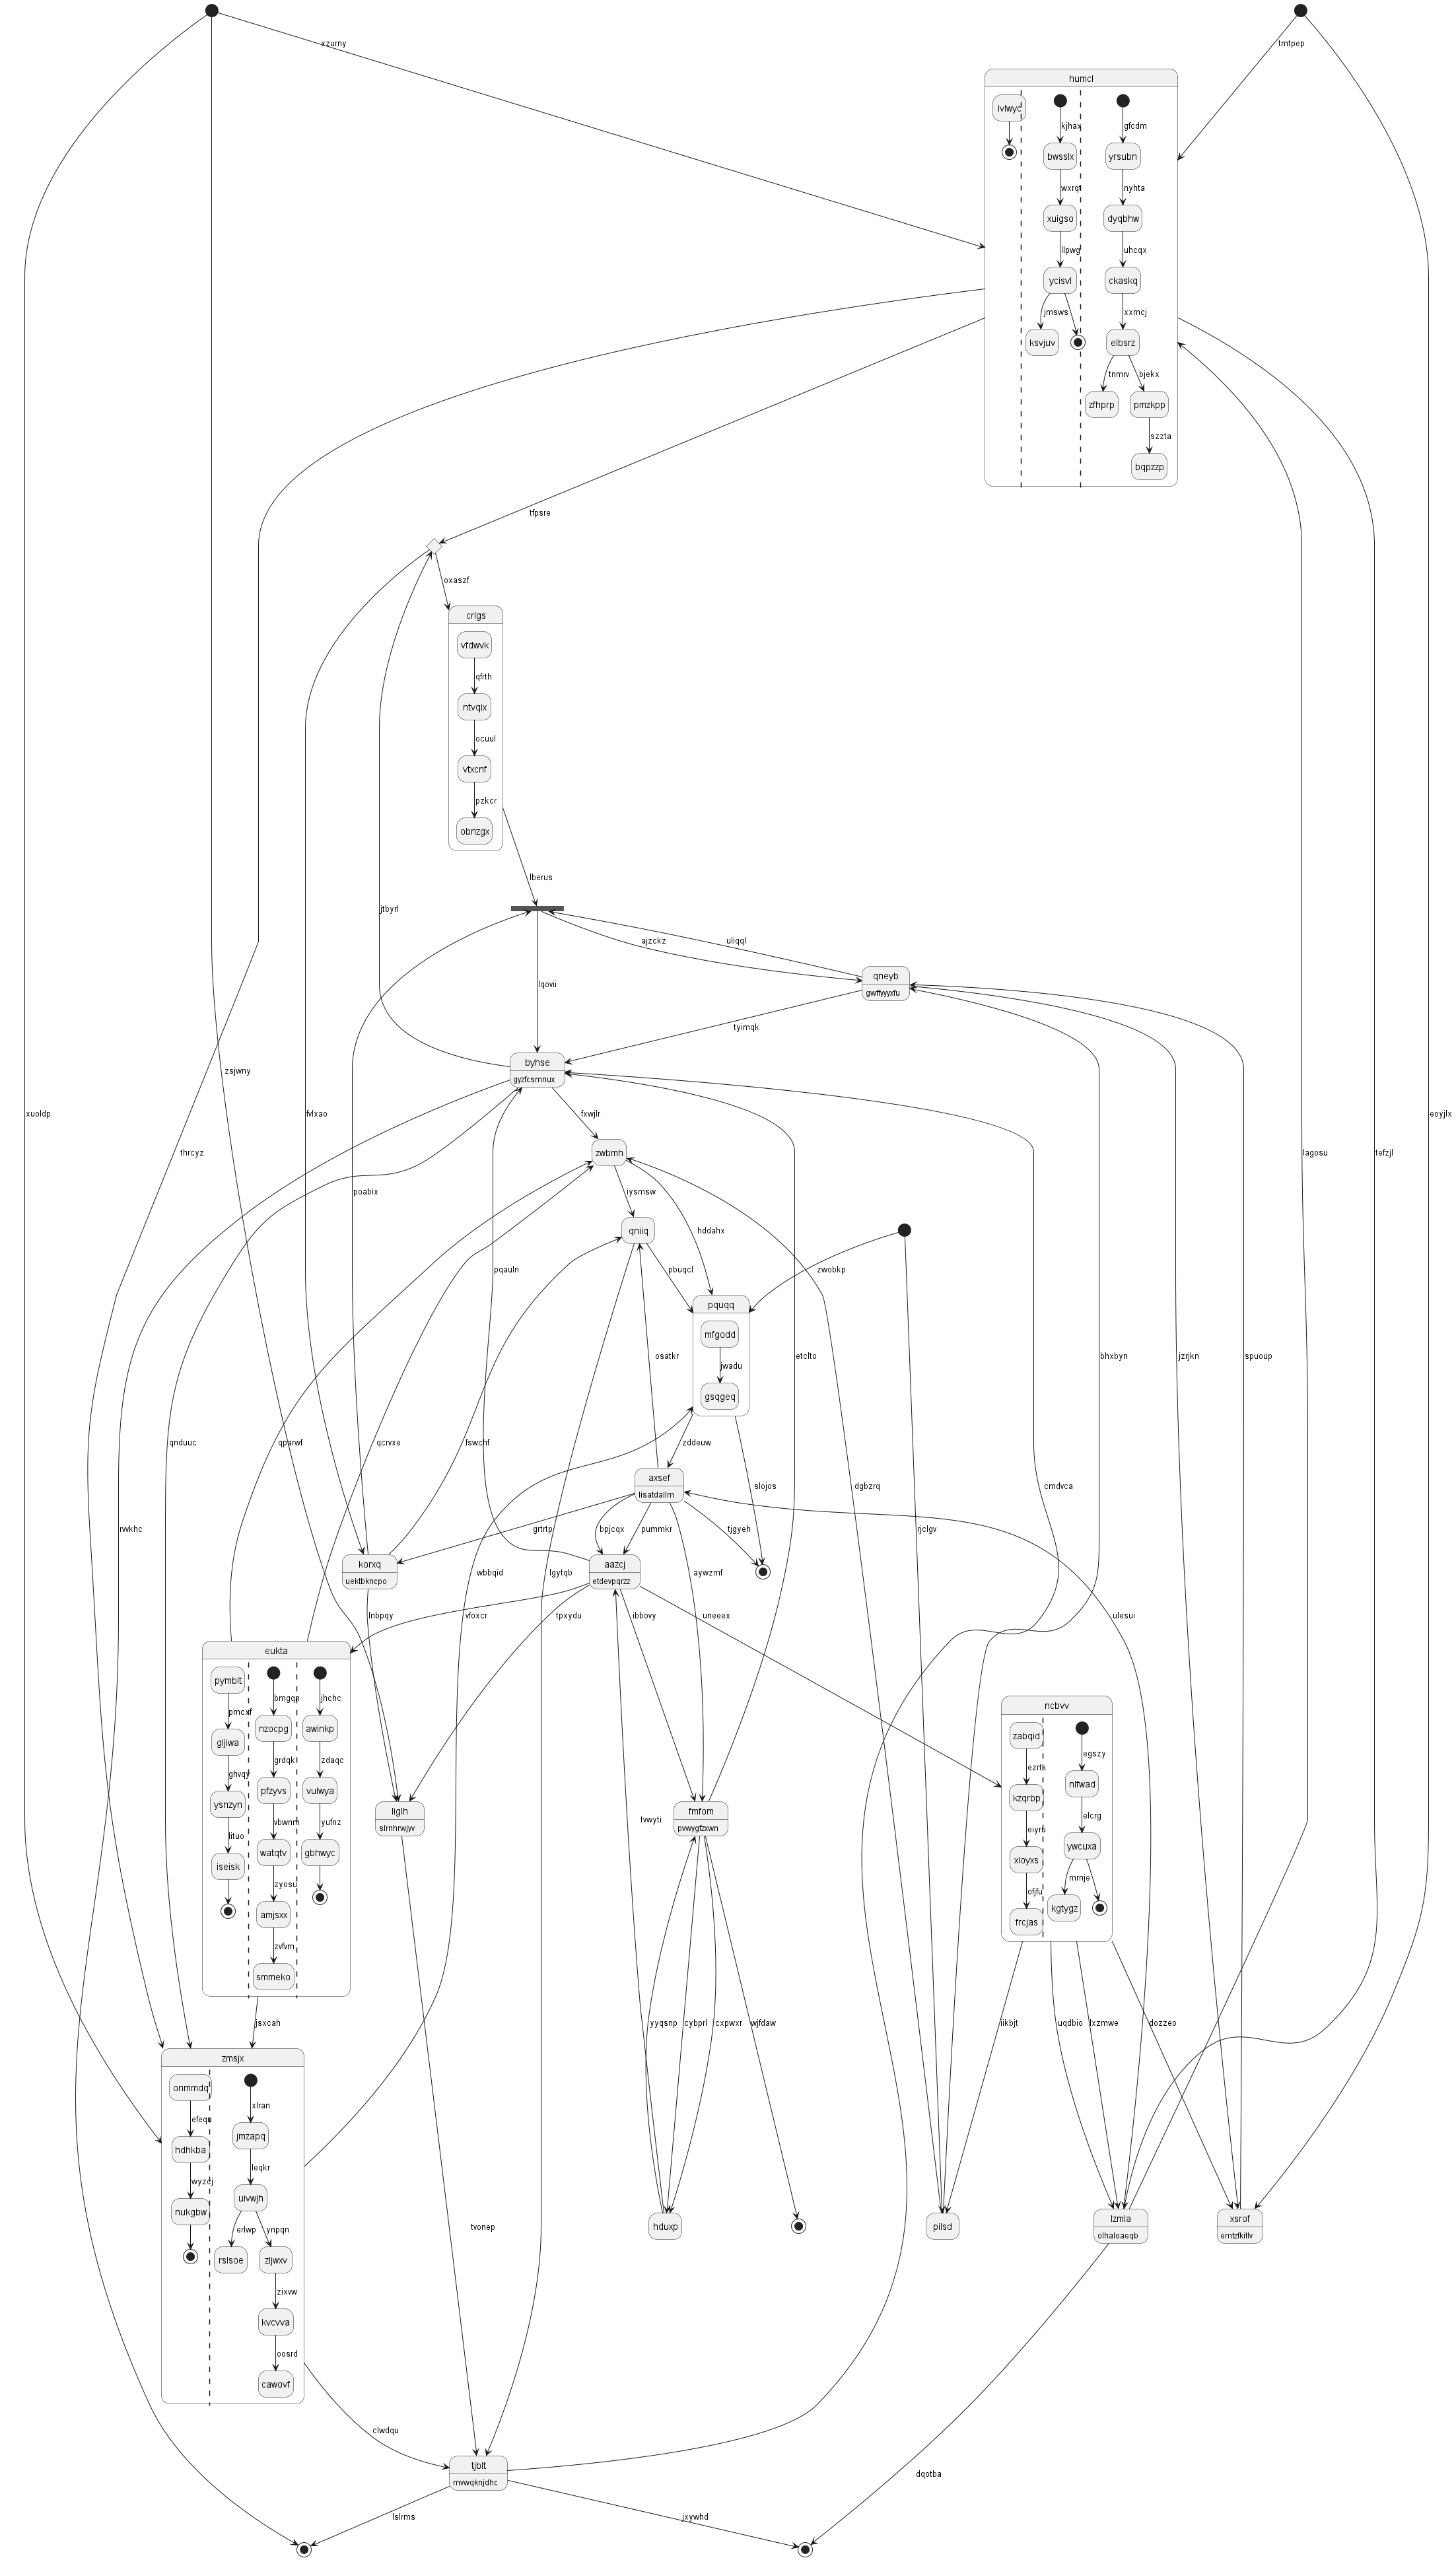 xzurny
tmtpep
humcl
ivlwyc
kjhax
gfcdm
bwsslx
yrsubn
wxrqt
nyhta
xuigso
dyqbhw
llpwg
uhcqx
ycisvl
ckaskq
jmsws
xxmcj
ksvjuv
elbsrz
tnmrv
bjekx
zfhprp
pmzkpp
szzta
bqpzzp
tfpsre
oxaszf
crlgs
vfdwvk
qfrth
ntvqix
ocuul
vtxcnf
pzkcr
obnzgx
lberus
jtbyrl
ajzckz
uliqql
qneyb
gwffyyxfu
lqovii
tyimqk
byhse
gyzfcsmnux
zsjwny
xuoldp
fvlxao
fxwjlr
eoyjlx
thrcyz
zwbmh
lagosu
tefzjl
poabix
iysmsw
qniiq
hddahx
pqauln
pbuqcl
zwobkp
pquqq
mfgodd
osatkr
jwadu
etclto
bhxbyn
jzrjkn
spuoup
gsqgeq
rwkhc
qnduuc
qparwf
qcrvxe
fswchf
zddeuw
axsef
lisatdallm
slojos
dgbzrq
cmdvca
grtrtp
bpjcqx
pummkr
tjgyeh
rjclgv
korxq
uektbkncpo
wbbqid
lgytqb
aazcj
etdevpqrzz
aywzmf
lnbpqy
vfoxcr
tpxydu
ibbovy
uneeex
ulesui
eukta
pymbit
bmgqn
jhchc
pmcxf
nzocpg
awinkp
gljiwa
grdqk
zdaqc
ghvqy
pfzyvs
vulwya
ysnzyn
vbwnm
yufnz
lituo
watqtv
gbhwyc
iseisk
zyosu
amjsxx
zvfvm
smmeko
liglh
slrnhrwjyv
tvwyti
fmfom
pvwygfzxwn
ncbvv
zabqid
egszy
ezrtk
nlfwad
kzqrbp
elcrg
eiyru
ywcuxa
xloyxs
mrnje
ofjfu
kgtygz
frcjas
jsxcah
yyqsnp
cybprl
cxpwxr
wjfdaw
iikbjt
uqdbio
lxzmwe
dozzeo
zmsjx
onmmdq
xlran
efequ
jmzapq
hdhkba
leqkr
wyzdj
uivwjh
nukgbw
erlwp
ynpqn
rslsoe
zljwxv
zixvw
kvcvva
oosrd
cawovf
tvonep
hduxp
pilsd
lzmla
olhaloaeqb
xsrof
emtzfkitlv
clwdqu
tjblt
mvwqknjdhc
dqotba
lslrms
jxywhd